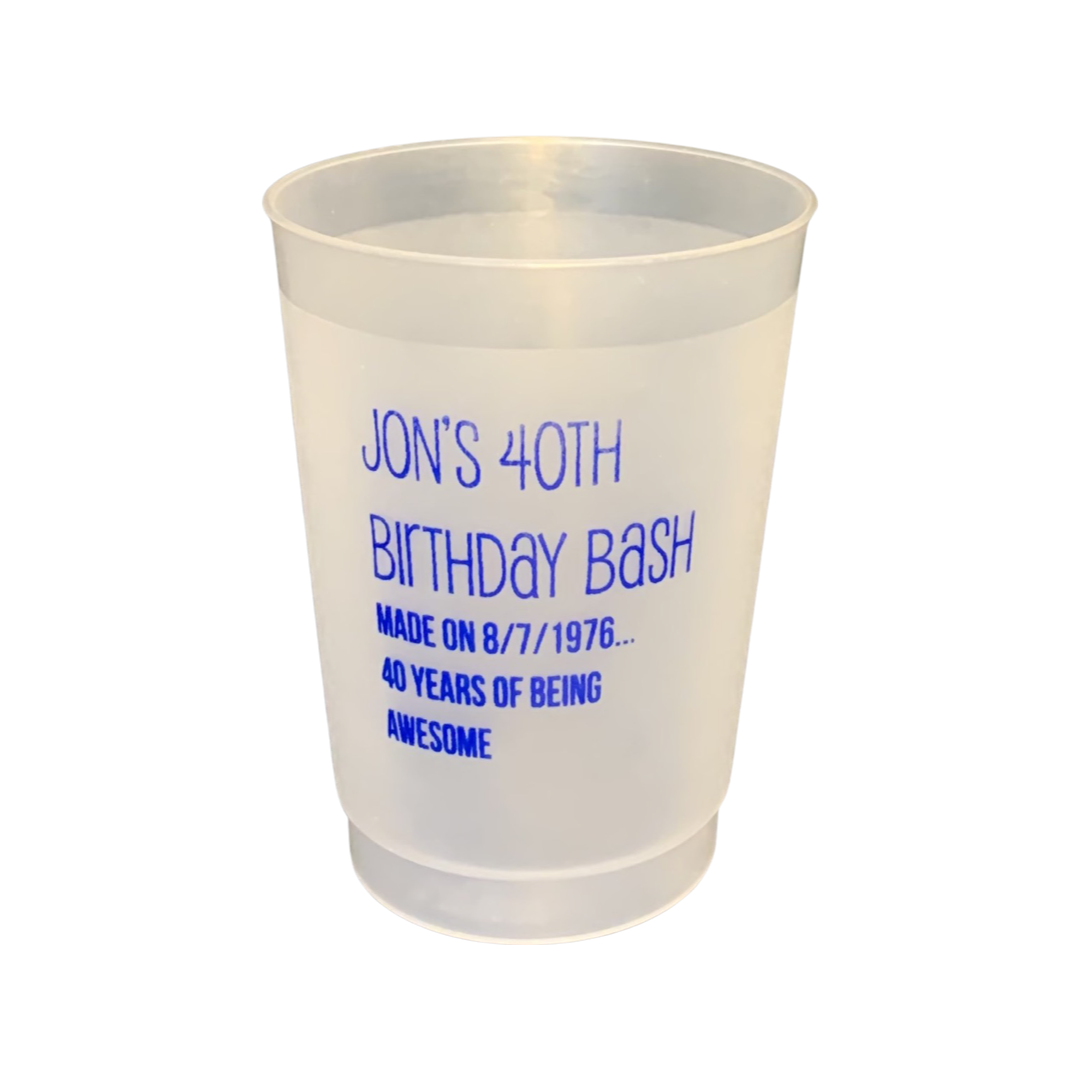 JON'S 40TH
BIrTHDaY BaSH
MADE ON 8/7/1976...
40 YEARS OF BEING
AWESOME